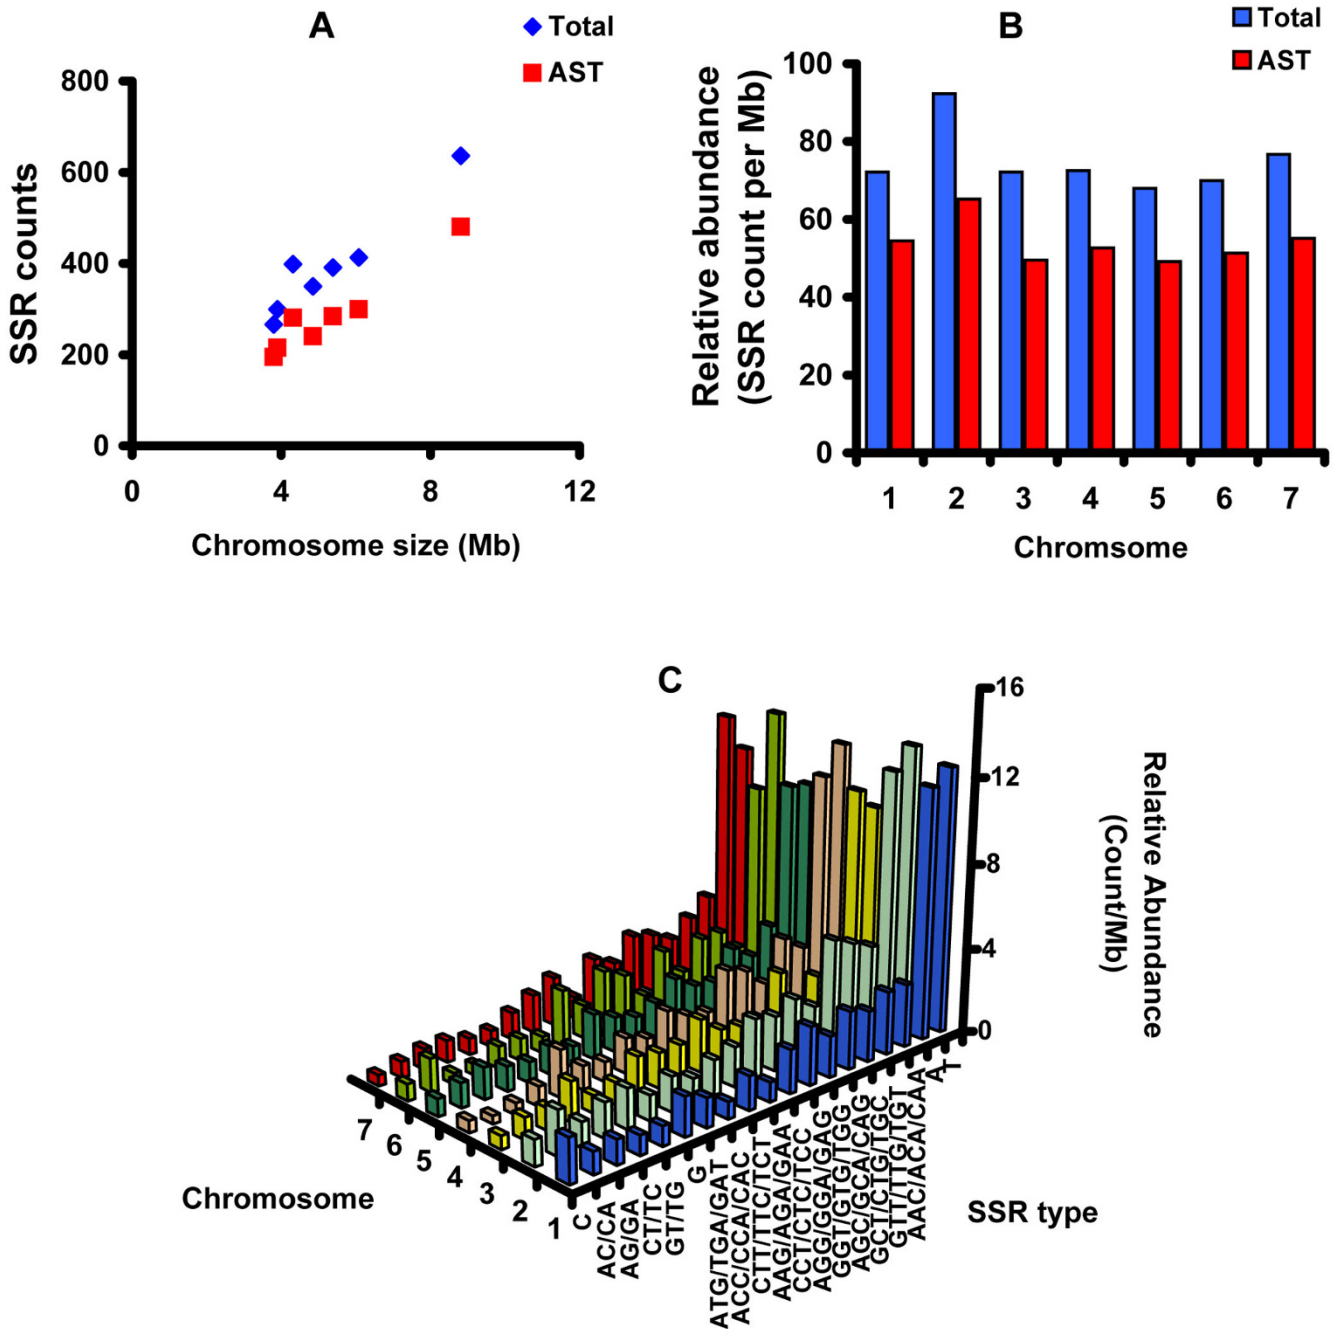 A
Total
AST
800
600
400
200
0
0 4 8 12
SSR counts
Chromosome size (Mb)
B
Total
AST
100
80
60
40
20
0
1 2 3 4 5 6 7
Relative abundance
(SSR count per Mb)
Chromsome
C
16
12
8
4
0
Relative Abundance
(Count/Mb)
7
6
5
4
3
2
1
Chromosome
C
AC/CA
AG/GA
CT/TC
GT/TG
G
ATG/TGA/GAT
ACC/CCA/CAC
CTT/TTC/TCT
AAG/AGA/GAA
CCT/CTC/TCC
AGG/GGA/GAG
GGT/GTG/TGG
AGC/GCA/CAG
GCT/CTG/TGC
GTT/TTG/TGT
AAC/ACA/CAA
A
T
SSR type